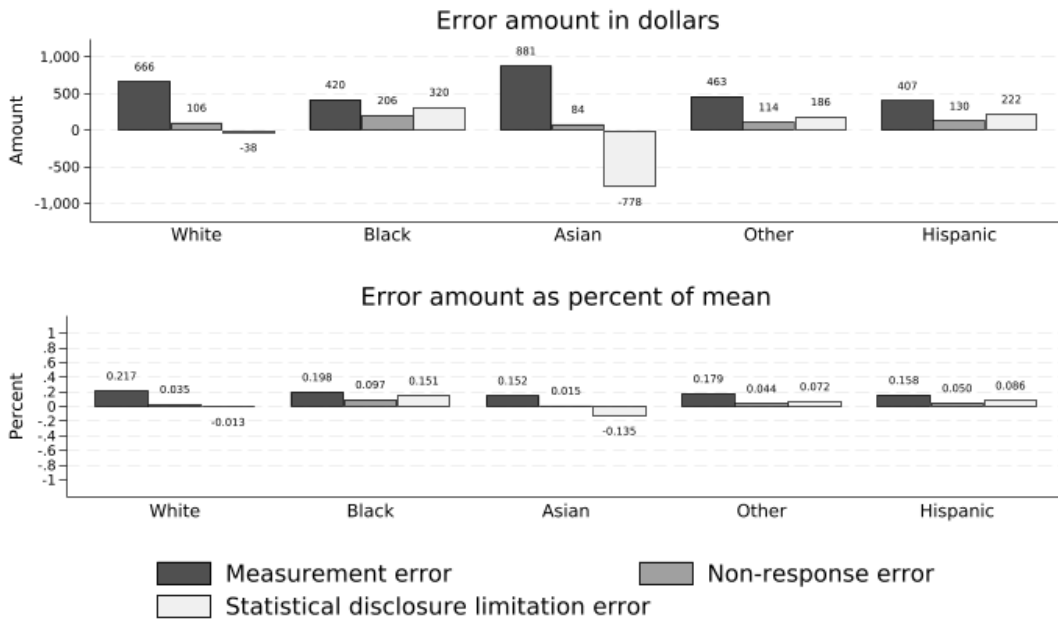 Error amount in dollars
1,000
500
0
-500
-1,000
Amount
666
106
-38
420
206
320
881
84
-778
463
114
186
407
130
222
White
Black
Asian
Other
Hispanic
Error amount as percent of mean
1
.8
.6
.4
.2
0
-.2
-.4
-.6
-.8
-1
Percent
0.217
0.035
-0.013
0.198
0.097
0.151
0.152
0.015
-0.135
0.179
0.044
0.072
0.158
0.050
0.086
White
Black
Asian
Other
Hispanic
Measurement error
Non-response error
Statistical disclosure limitation error